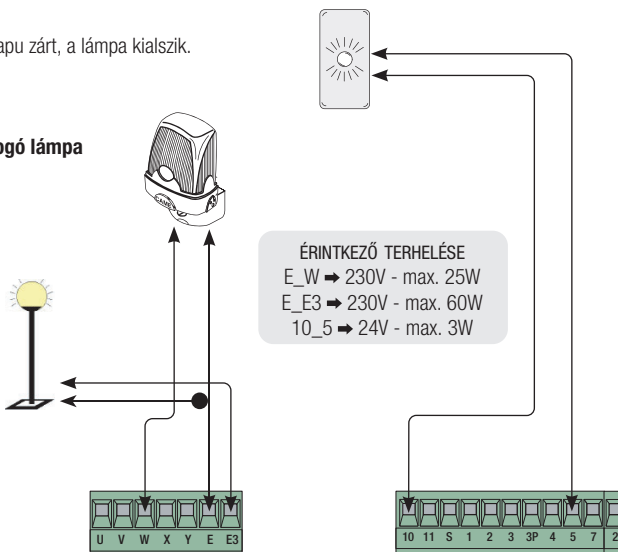 apu zárt, a lámpa kialszik.
ogó lámpa
CAME
ÉRINTKEZŐ TERHELÉSE
E_W ➡ 230V - max. 25W
E_E3 ➡ 230V - max. 60W
10_5 ➡ 24V - max. 3W
U V W X Y E E3
10 11 S 1 2 3 3P 4 5 7 2